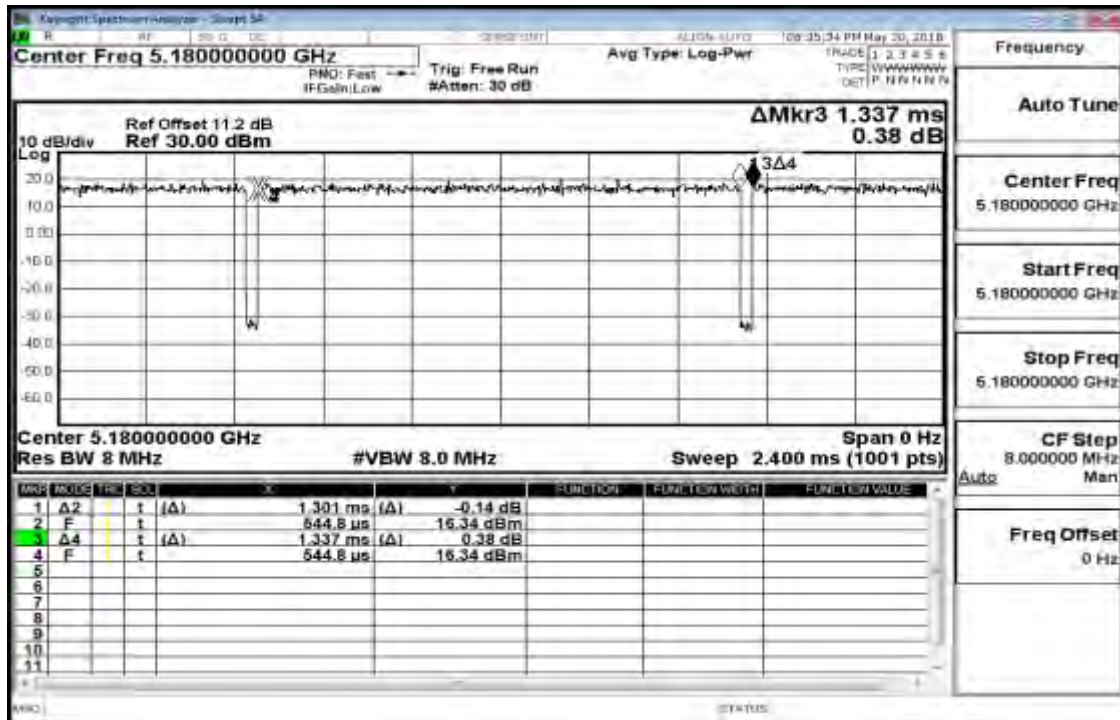 Keysight Spectrum Analyzer - Swept SA
R RF 50 Ω DC SENSE:INT ALIGN AUTO 08:35:34 PM May 20, 2018
Center Freq 5.180000000 GHz
PNO: Fast
IFGain:Low
Trig: Free Run
#Atten: 30 dB
Avg Type: Log-Pwr
TRACE 1 2 3 4 5 6
TYPE WWWWWW
DET P N N N N N
Ref Offset 11.2 dB
10 dB/div Ref 30.00 dBm
Log
ΔMkr3 1.337 ms
0.38 dB
3Δ4
20.0
10.0
0.00
-10.0
-20.0
-30.0
-40.0
-50.0
-60.0
Center 5.180000000 GHz Span 0 Hz
Res BW 8 MHz #VBW 8.0 MHz Sweep 2.400 ms (1001 pts)
MKR MODE TRC SCL X Y FUNCTION FUNCTION WIDTH FUNCTION VALUE
1 Δ2 t (Δ) 1.301 ms (Δ) -0.14 dB
2 F t 544.8 µs 16.34 dBm
3 Δ4 t (Δ) 1.337 ms (Δ) 0.38 dB
4 F t 544.8 µs 16.34 dBm
5
6
7
8
9
10
11
MSG STATUS
Frequency
Auto Tune
Center Freq
5.180000000 GHz
Start Freq
5.180000000 GHz
Stop Freq
5.180000000 GHz
CF Step
8.000000 MHz
Auto Man
Freq Offset
0 Hz